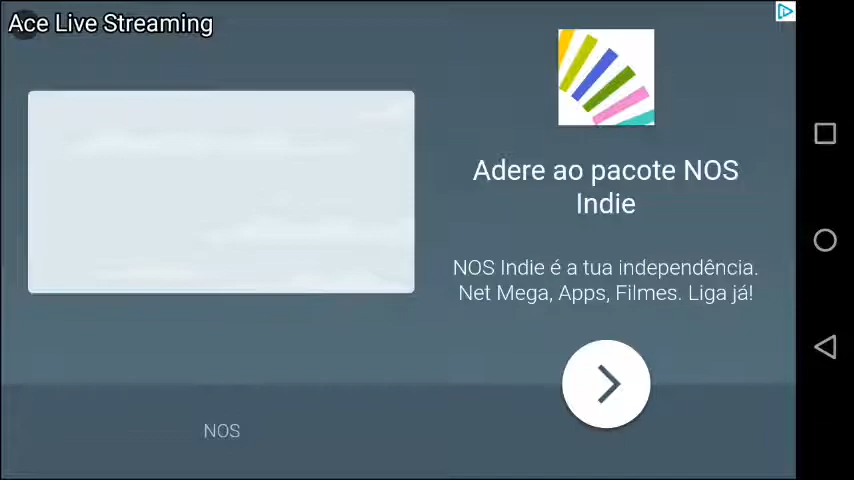 Ace Live Streaming
Adere ao pacote NOS
Indie
NOS Indie é a tua independência.
Net Mega, Apps, Filmes. Liga já!
NOS